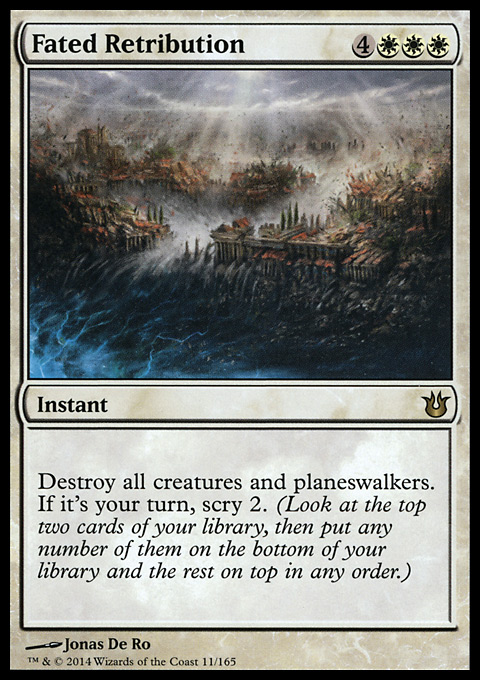 Fated Retribution 4
Instant
Destroy all creatures and planeswalkers.
If it's your turn, scry 2. (Look at the top
two cards of your library, then put any
number of them on the bottom of your
library and the rest on top in any order.)
Jonas De Ro
™ & © 2014 Wizards of the Coast 11/165